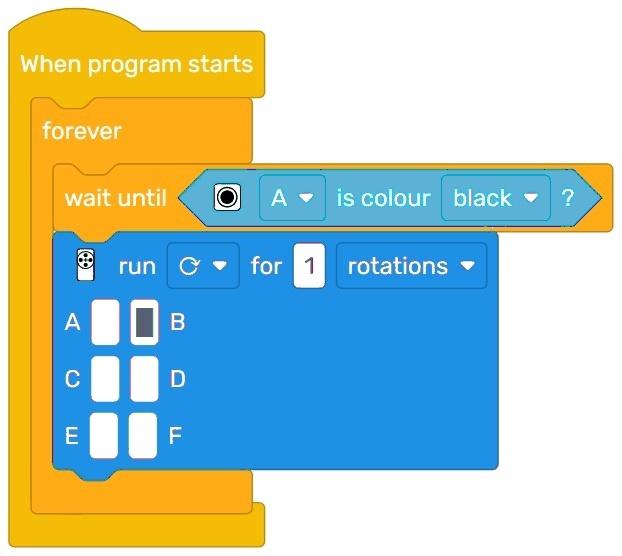 When program starts
forever
wait until A is colour black ?
run for 1 rotations
A B
C D
E F